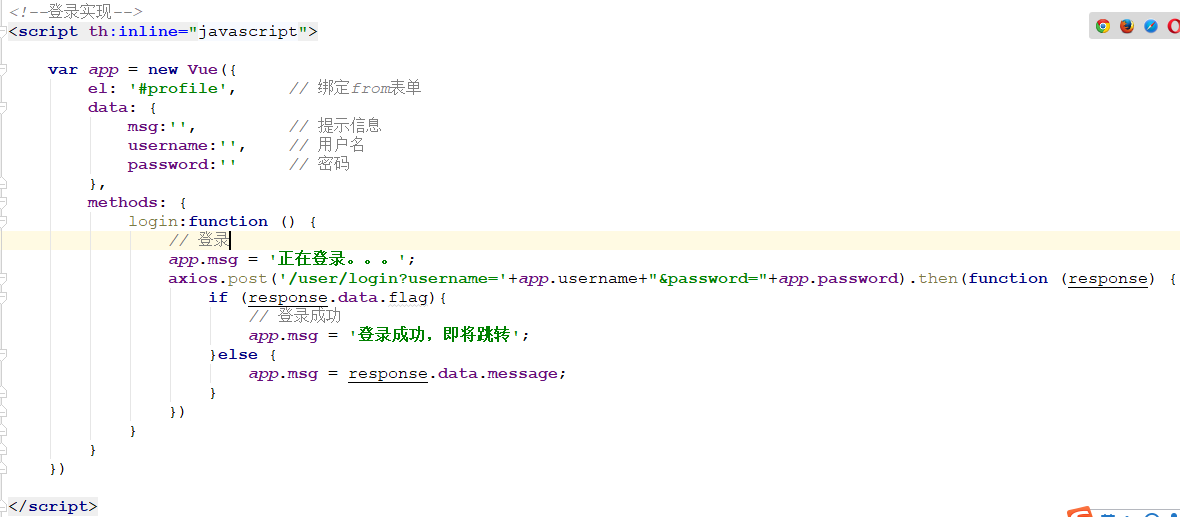 <!--登录实现-->
<script th:inline="javascript">
var app = new Vue({
el: '#profile', // 绑定from表单
data: {
msg:'', // 提示信息
username:'', // 用户名
password:'' // 密码
},
methods: {
login:function () {
// 登录
app.msg = '正在登录。。。';
axios.post('/user/login?username='+app.username+"&password="+app.password).then(function (response) {
if (response.data.flag){
// 登录成功
app.msg = '登录成功，即将跳转';
}else {
app.msg = response.data.message;
}
})
}
}
})
</script>